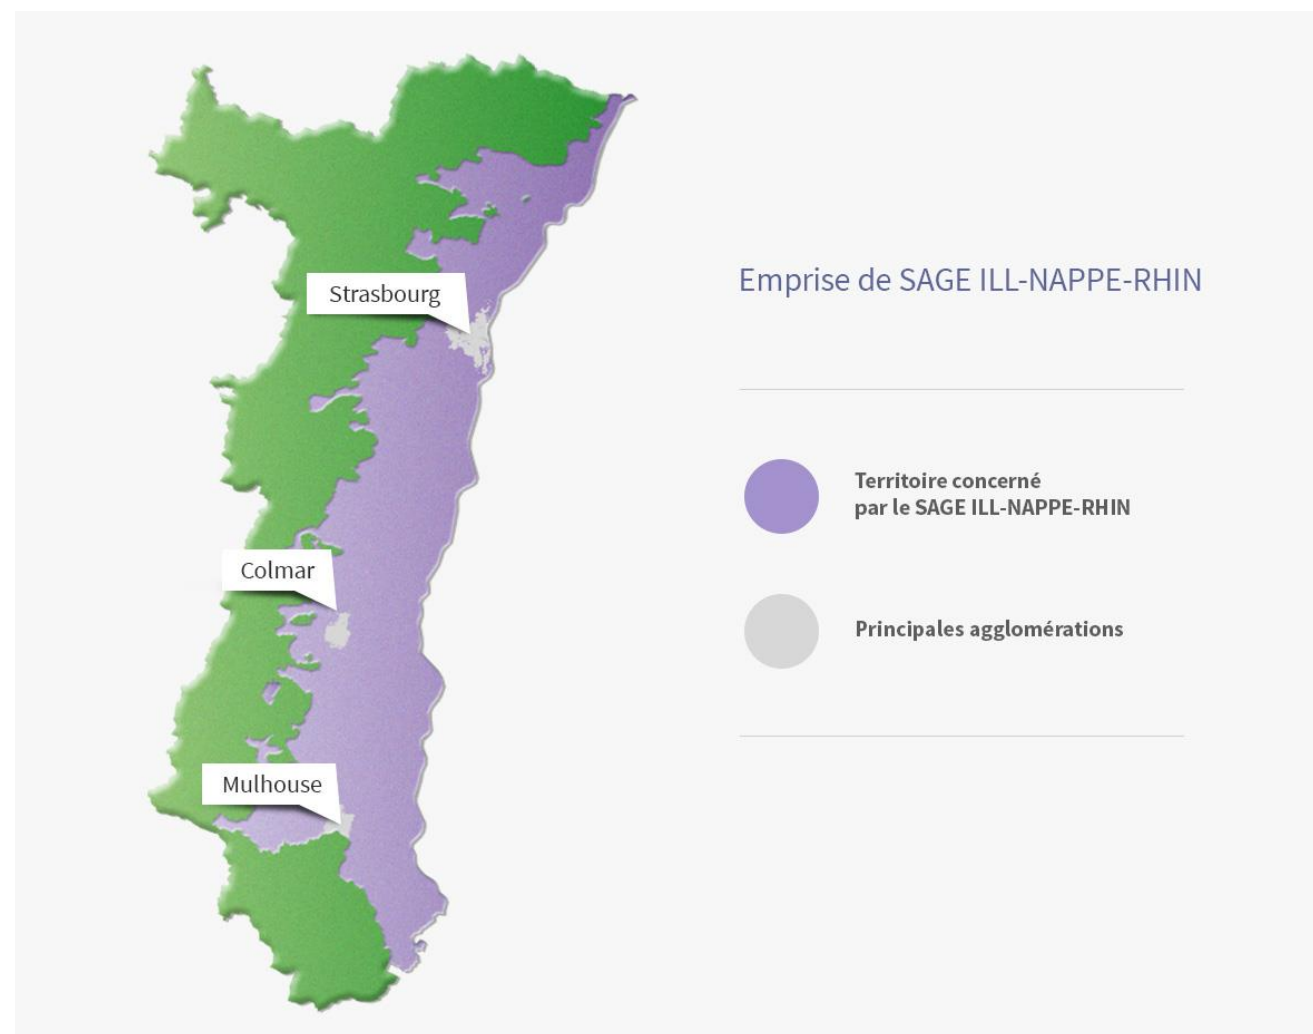 Strasbourg
Colmar
Mulhouse
Emprise de SAGE ILL-NAPPE-RHIN
Territoire concerné
par le SAGE ILL-NAPPE-RHIN
Principales agglomérations